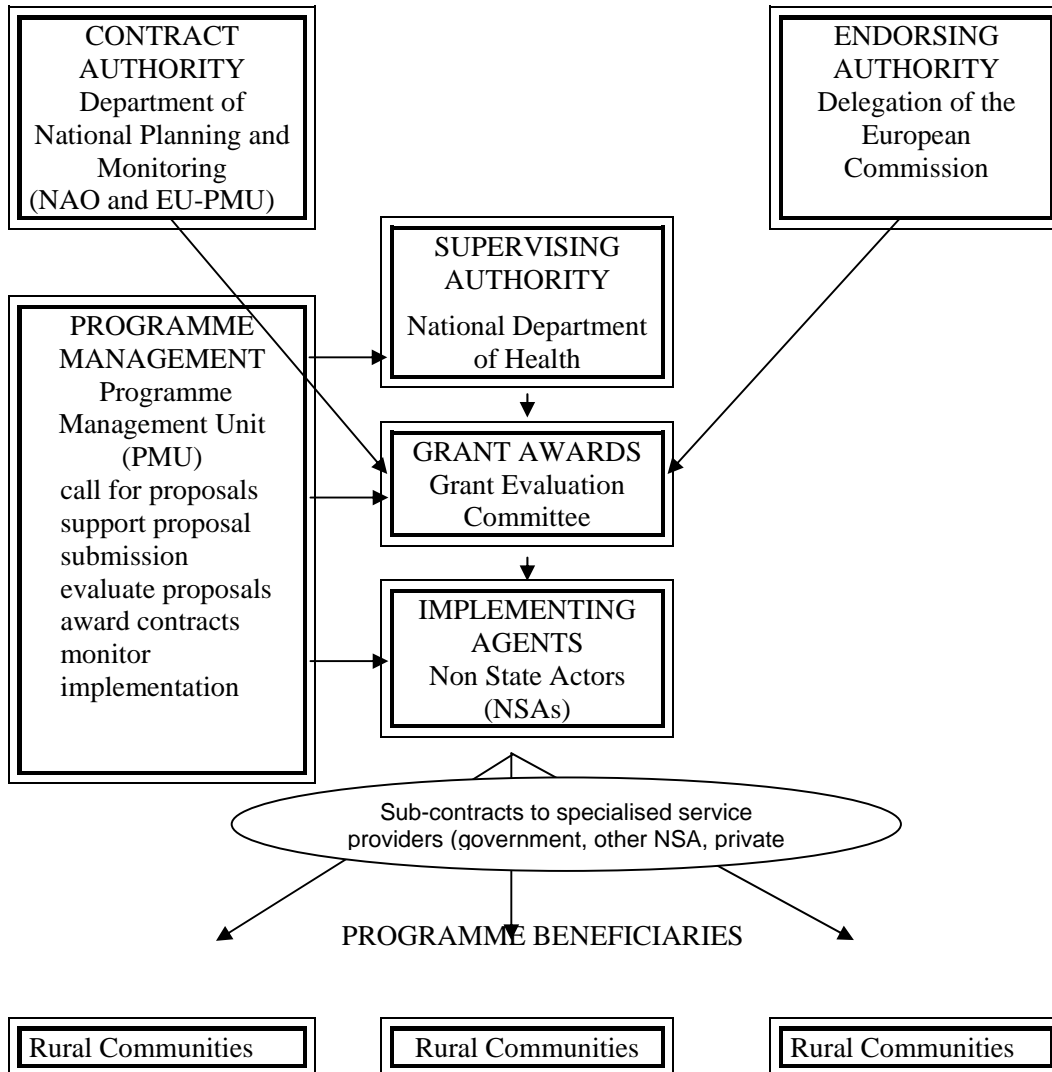 CONTRACT
AUTHORITY
Department of
National Planning and
Monitoring
(NAO and EU-PMU)
ENDORSING
AUTHORITY
Delegation of the
European
Commission
SUPERVISING
AUTHORITY
National Department
of Health
PROGRAMME
MANAGEMENT
Programme
Management Unit
(PMU)
call for proposals
support proposal
submission
evaluate proposals
award contracts
monitor
implementation
GRANT AWARDS
Grant Evaluation
Committee
IMPLEMENTING
AGENTS
Non State Actors
(NSAs)
Sub-contracts to specialised service
providers (government, other NSA, private
PROGRAMME BENEFICIARIES
Rural Communities
Rural Communities
Rural Communities